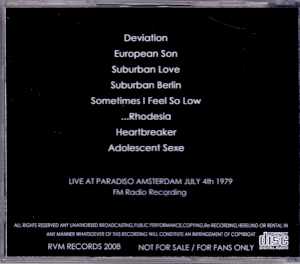 Deviation
European Son
Suburban Love
Suburban Berlin
Sometimes I Feel So Low
...Rhodesia
Heartbreaker
Adolescent Sexe
LIVE AT PARADISO AMSTERDAM JULY 4th 1979
FM Radio Recording
ALL RIGHTS RESERVED ANY UNAUTHORISED BROADCASTING,PUBLIC,PERFORMANCE,COPYING,Re-RECORDING,RESELLING OR RENTAL IN
ANY MANNER WHATSOEVER OF THIS RECORDING WILL CONSTITUTE AN INFRINGEMENT OF COPYRIGHT
RVM RECORDS 2008 NOT FOR SALE / FOR FANS ONLY
COMPACT disc